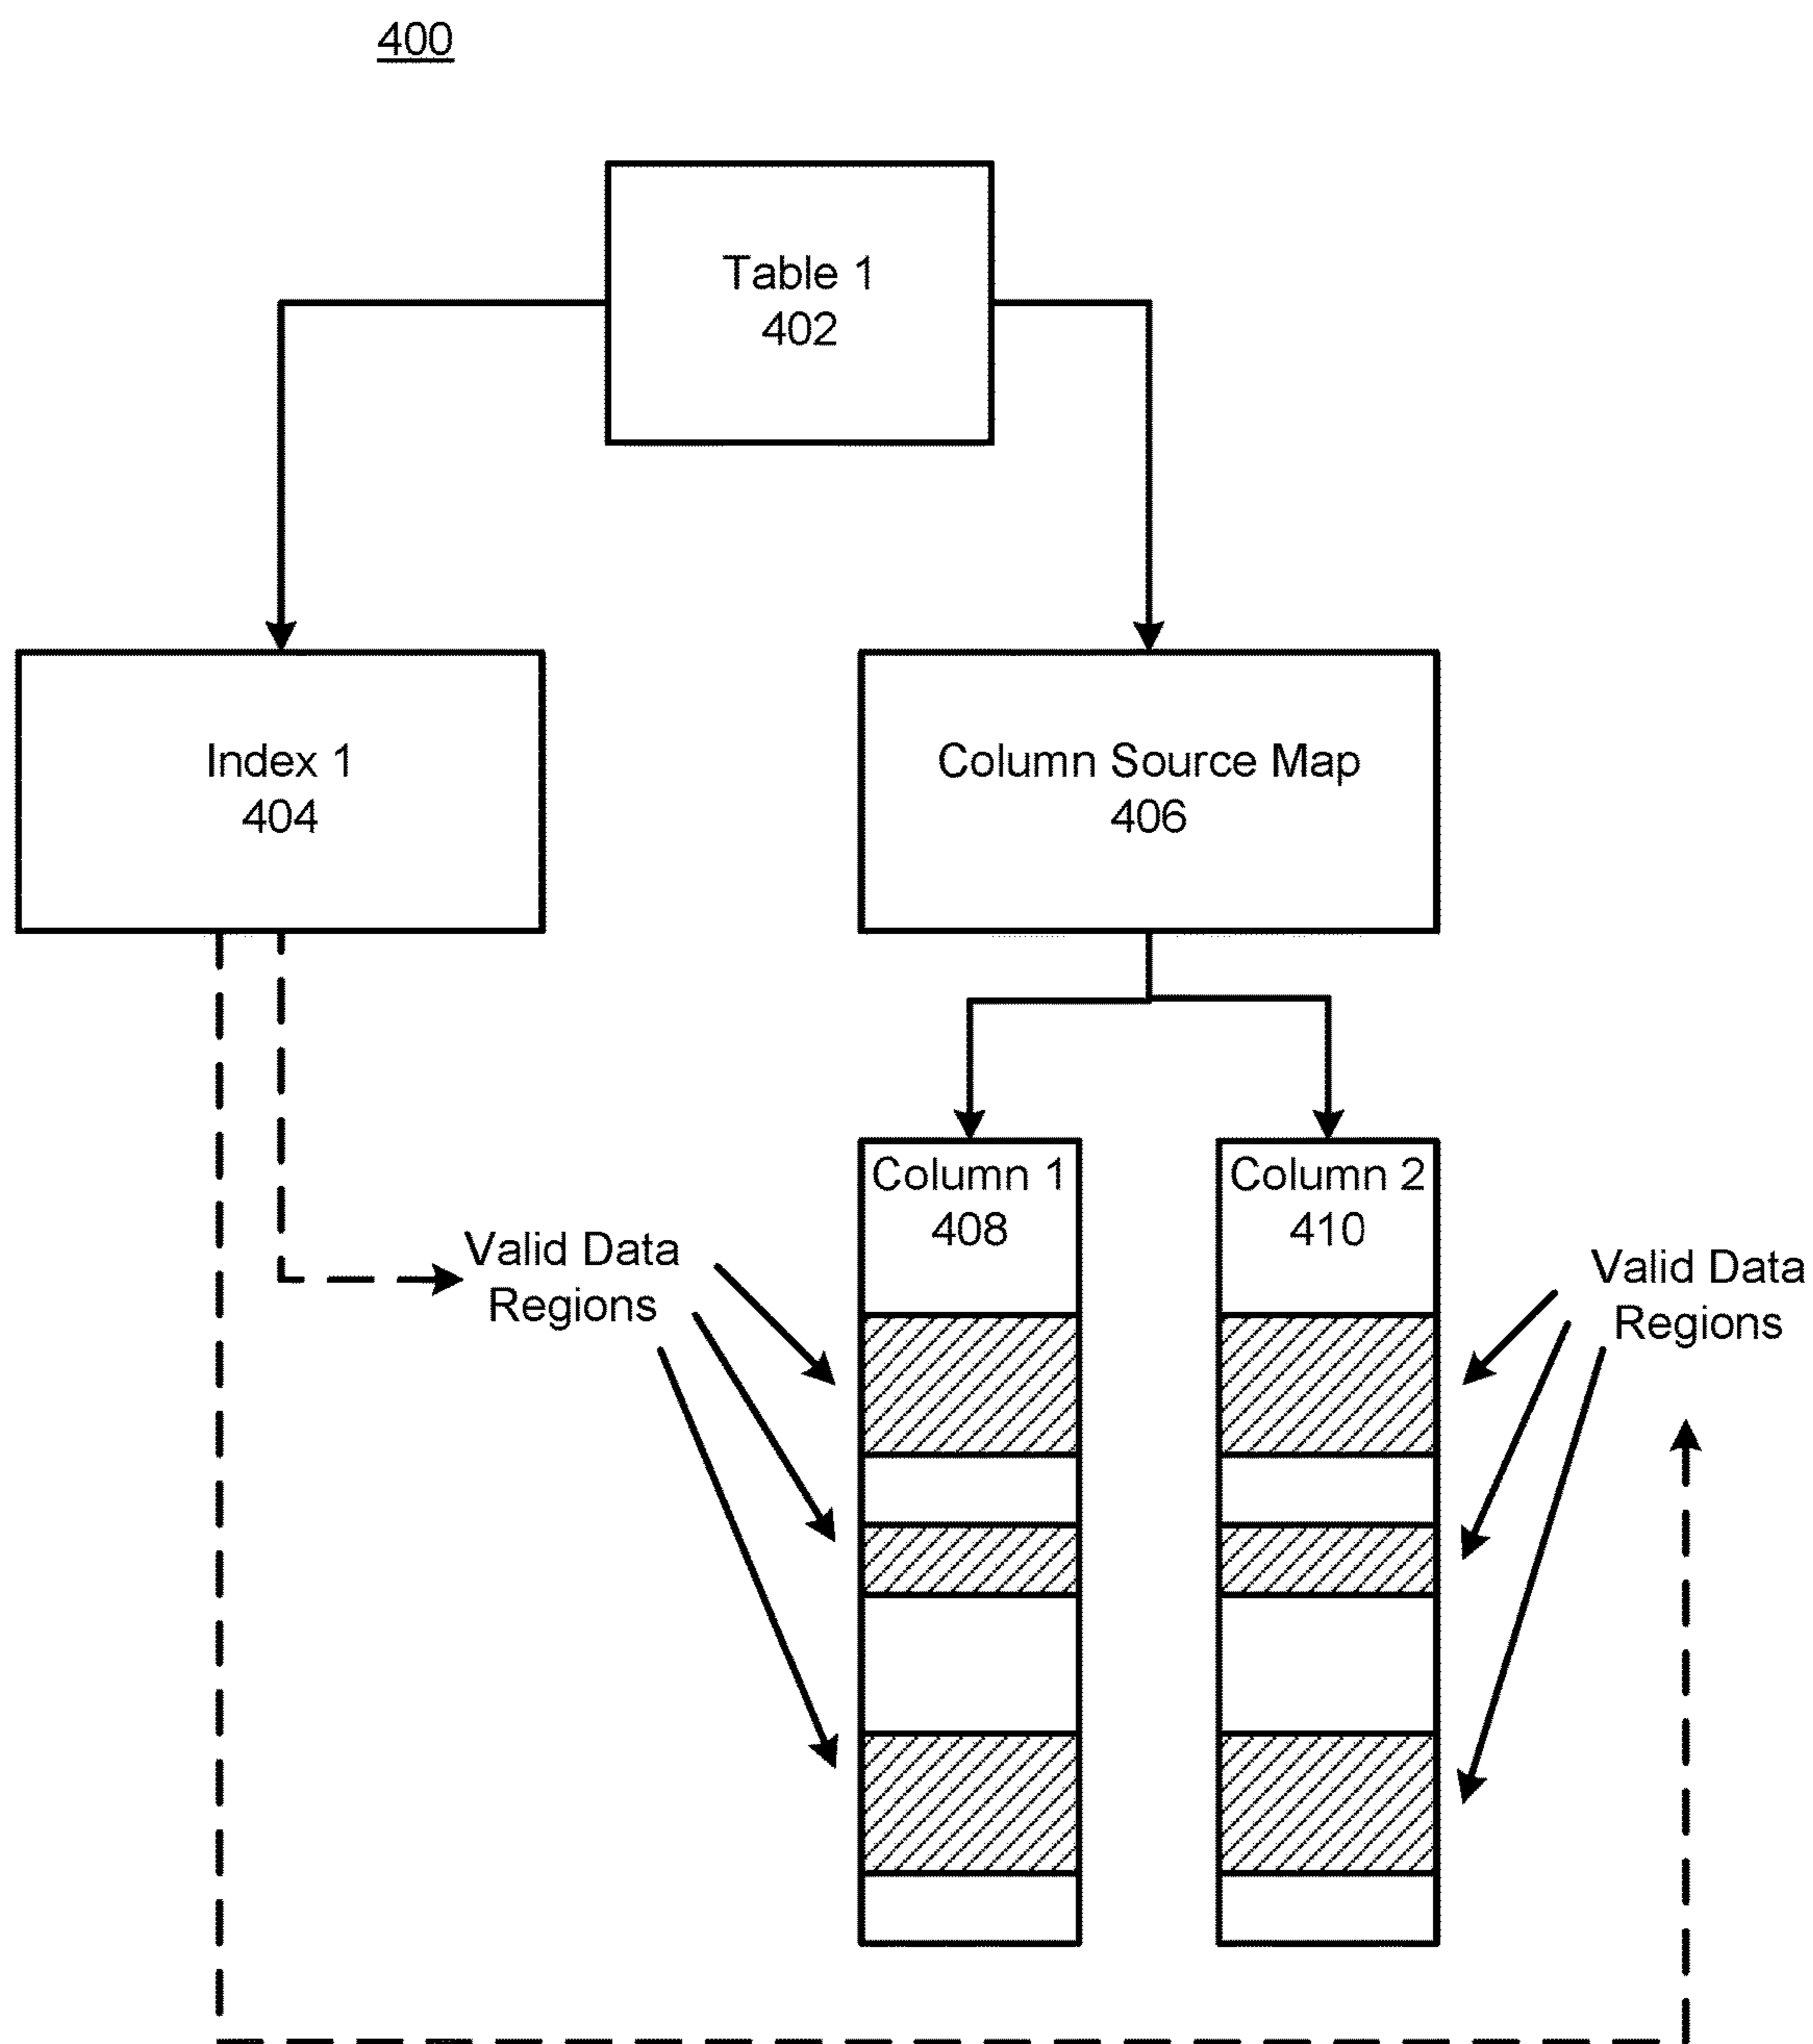 400
Table 1
402
Index 1
404
Column Source Map
406
Column 1
408
Column 2
410
Valid Data
Regions
Valid Data
Regions